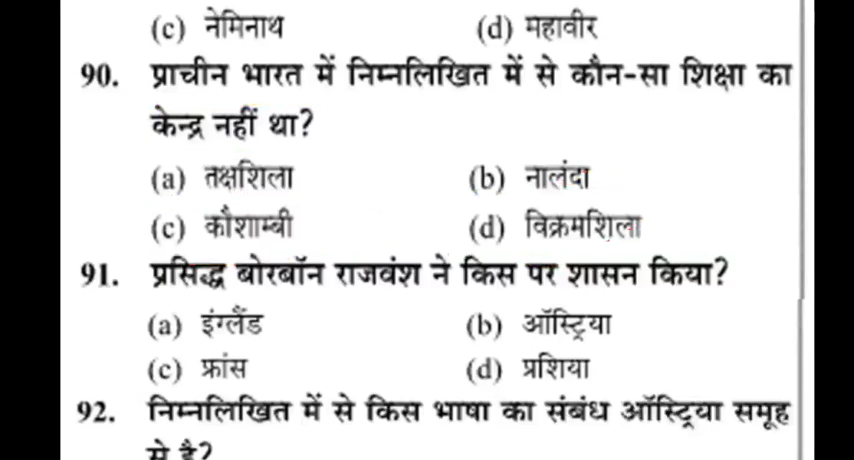 (c) नेमिनाथ (d) महावीर
90. प्राचीन भारत में निम्नलिखित में से कौन-सा शिक्षा का
केन्द्र नहीं था?
(a) तक्षशिला (b) नालंदा
(c) कौशाम्बी (d) विक्रमशिला
91. प्रसिद्ध बोरबॉन राजवंश ने किस पर शासन किया?
(a) इंग्लैंड (b) ऑस्ट्रिया
(c) फ्रांस (d) प्रशिया
92. निम्नलिखित में से किस भाषा का संबंध ऑस्ट्रिया समूह
से है?